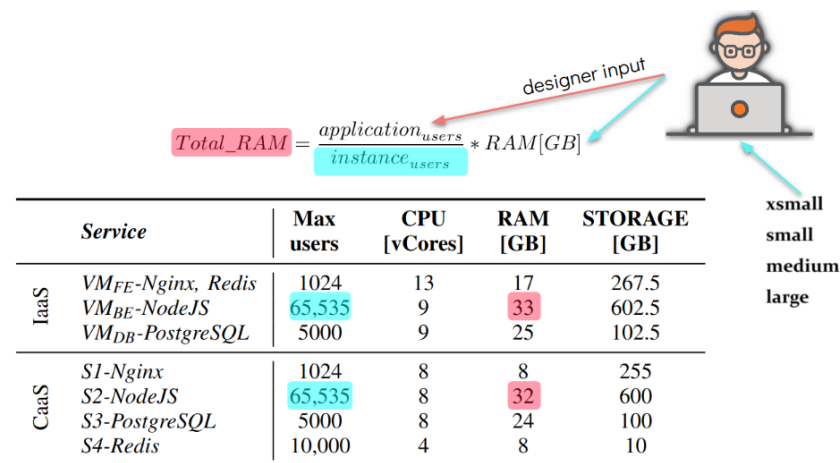 designer input
Total_RAM = application_users / instance_users * RAM[GB]
xsmall
small
medium
large
Service Max users CPU [vCores] RAM [GB] STORAGE [GB]
IaaS
VM_FE-Nginx, Redis 1024 13 17 267.5
VM_BE-NodeJS 65,535 9 33 602.5
VM_DB-PostgreSQL 5000 9 25 102.5
CaaS
S1-Nginx 1024 8 8 255
S2-NodeJS 65,535 8 32 600
S3-PostgreSQL 5000 8 24 100
S4-Redis 10,000 4 8 10